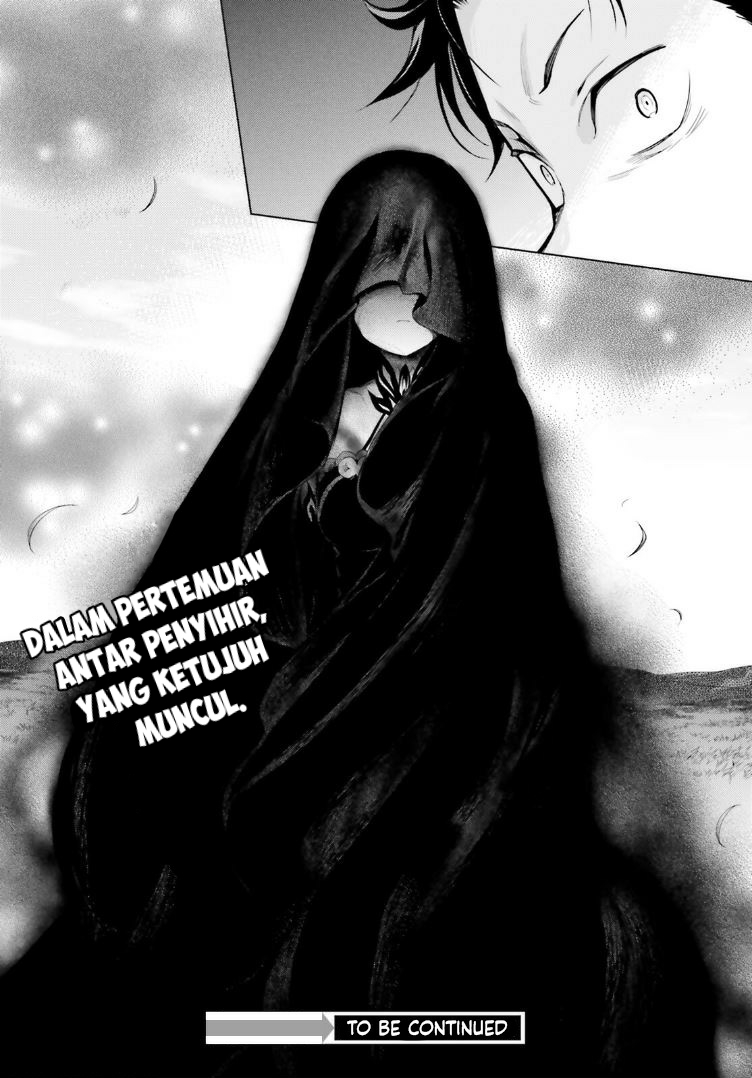 DALAM PERTEMUAN
ANTAR PENYIHIR,
YANG KETUJUH
MUNCUL.
TO BE CONTINUED